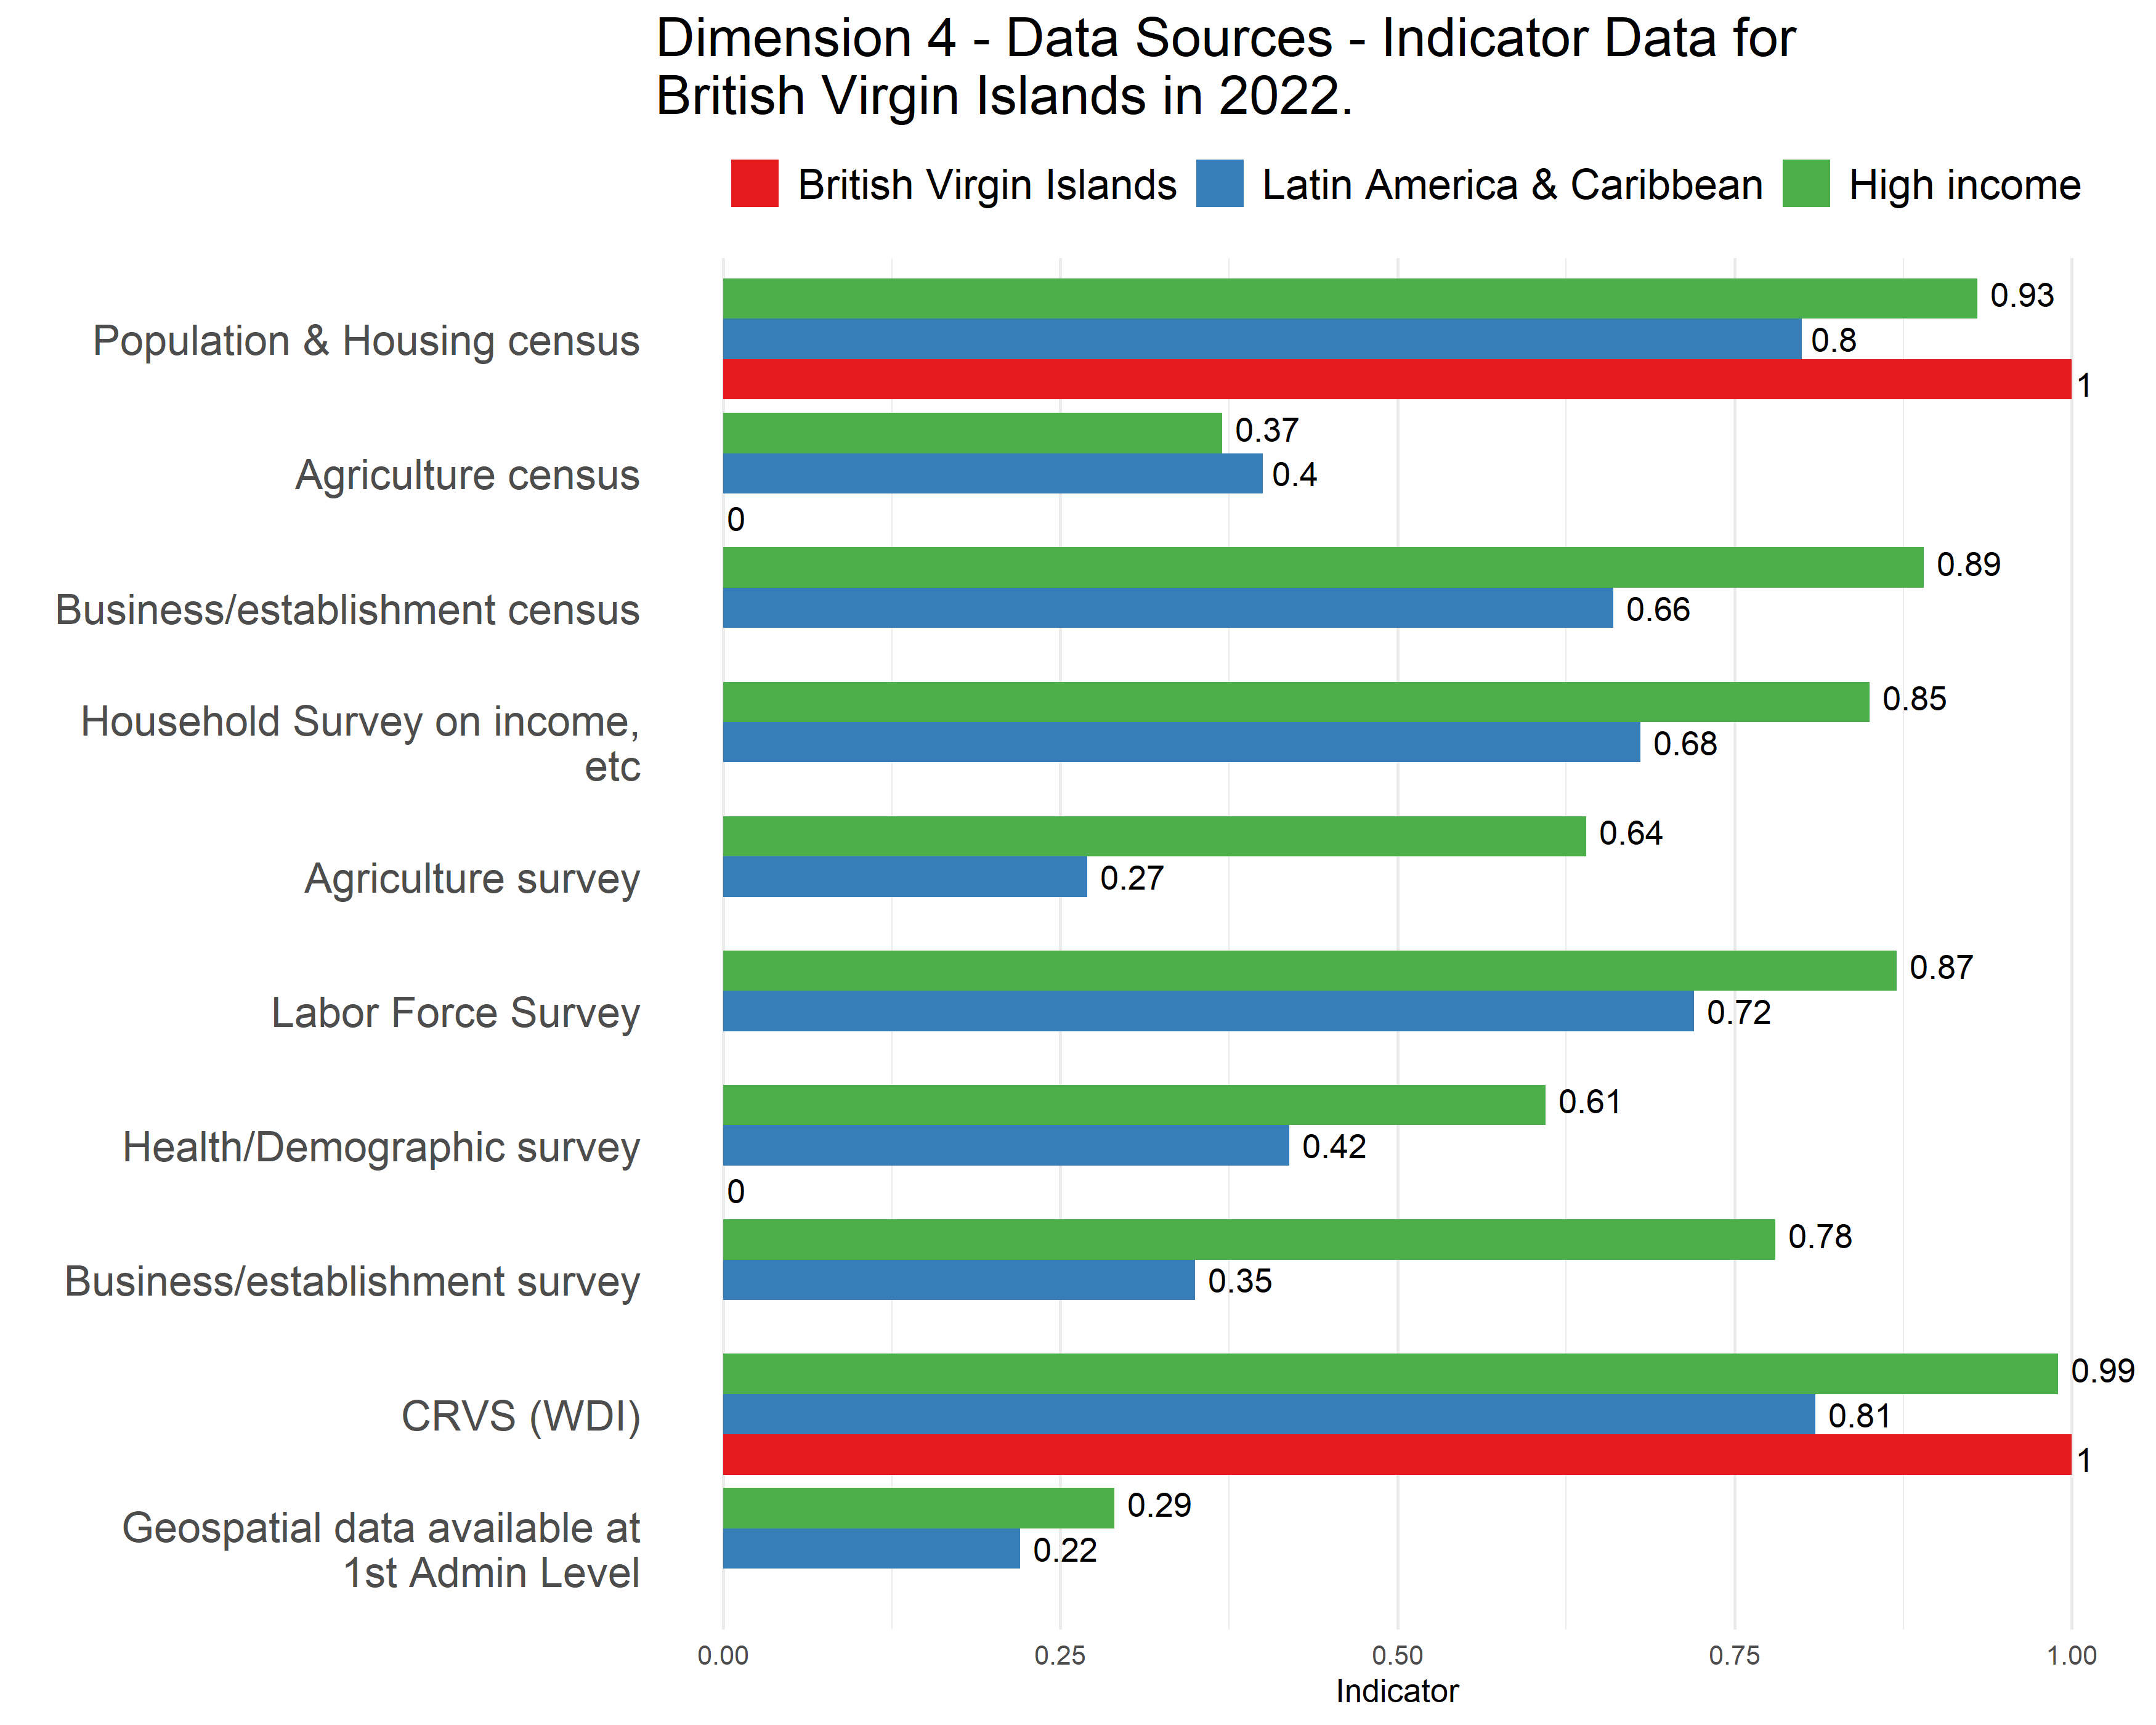 Dimension 4 - Data Sources - Indicator Data for
British Virgin Islands in 2022.
British Virgin Islands Latin America & Caribbean High income
Population & Housing census
0.93
0.8
1
Agriculture census
0.37
0.4
0
Business/establishment census
0.89
0.66
Household Survey on income,
etc
0.85
0.68
Agriculture survey
0.64
0.27
Labor Force Survey
0.87
0.72
Health/Demographic survey
0.61
0.42
0
Business/establishment survey
0.78
0.35
CRVS (WDI)
0.99
0.81
1
Geospatial data available at
1st Admin Level
0.29
0.22
0.00 0.25 0.50 0.75 1.00
Indicator